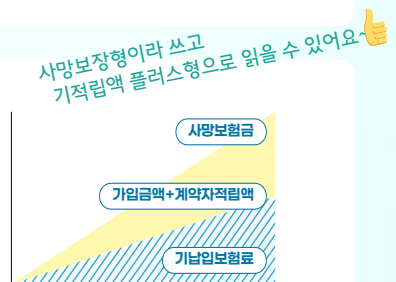 사망보장형이라 쓰고
기적립액 플러스형으로 읽을 수 있어요~
사망보험금
가입금액+계약자적립액
기납입보험료